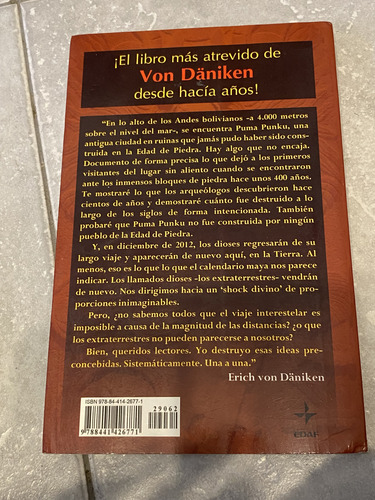 ¡El libro más atrevido de
Von Däniken
desde hacía años!
“En lo alto de los Andes bolivianos -a 4.000 metros
sobre el nivel del mar-, se encuentra Puma Punku, una
antigua ciudad en ruinas que jamás pudo haber sido cons-
truida en la Edad de Piedra. Hay algo que no encaja.
Documento de forma precisa lo que dejó a los primeros
visitantes del lugar sin aliento cuando se encontraron
ante los inmensos bloques de piedra hace unos 400 años.
Te mostraré lo que los arqueólogos descubrieron hace
cientos de años y demostraré cuánto fue destruido a lo
largo de los siglos de forma intencionada. También
probaré que Puma Punku no fue construida por ningún
pueblo de la Edad de Piedra.
Y, en diciembre de 2012, los dioses regresarán de su
largo viaje y aparecerán de nuevo aquí, en la Tierra. Al
menos, eso es lo que lo que el calendario maya nos parece
indicar. Los llamados dioses -los extraterrestres- vendrán
de nuevo. Nos dirigimos hacia un ‘shock divino’ de pro-
porciones inimaginables.
Pero, ¿no sabemos todos que el viaje interestelar es
imposible a causa de la magnitud de las distancias? ¿o que
los extraterrestres no pueden parecerse a nosotros?
Bien, queridos lectores. Yo destruyo esas ideas pre-
concebidas. Sistemáticamente. Una a una.”
Erich von Däniken
ISBN 978-84-414-2677-1
29062
9 788441 426771
EDAF